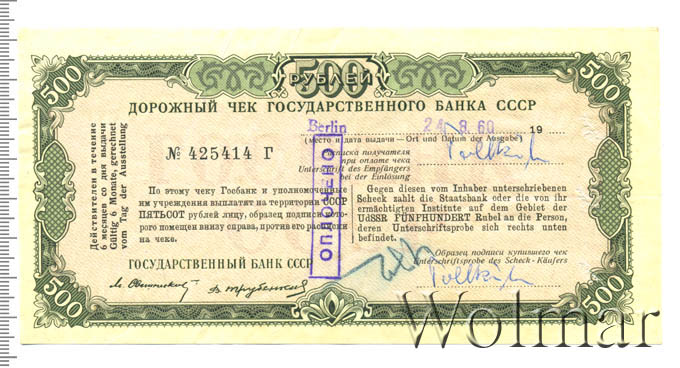 500
РУБЛЕЙ
500
500
ДОРОЖНЫЙ ЧЕК ГОСУДАРСТВЕННОГО БАНКА СССР
Berlin
24 8. 60
19
(место и дата выдачи — Ort und Datum der Ausgabe)
№ 425414 Г
Подпись получателя
при оплате чека
Unterschrift des Empfängers
bei der Einlösung
Действителен в течение
6 месяцев со дня выдачи
Gültig 6 Monate, gerechnet
vom Tag der Ausstellung
По этому чеку Госбанк и уполномоченные
им учреждения выплатят на территории СССР
ПЯТЬСОТ рублей лицу, образец подписи которого
помещен внизу справа, против его расписки
на чеке.
Gegen diesen vom Inhaber unterschriebenen
Scheck zahlt die Staatsbank oder die von ihr
ermächtigten Institute auf dem Gebiet der
UdSSR FÜNFHUNDERT Rubel an die Person,
deren Unterschriftsprobe sich rechts unten
befindet.
ОПЛОЧЕНО
ГОСУДАРСТВЕННЫЙ БАНК СССР
Образец подписи купившего чек
Unterschriftsprobe des Scheck - Käufers
500
500
Wolmar